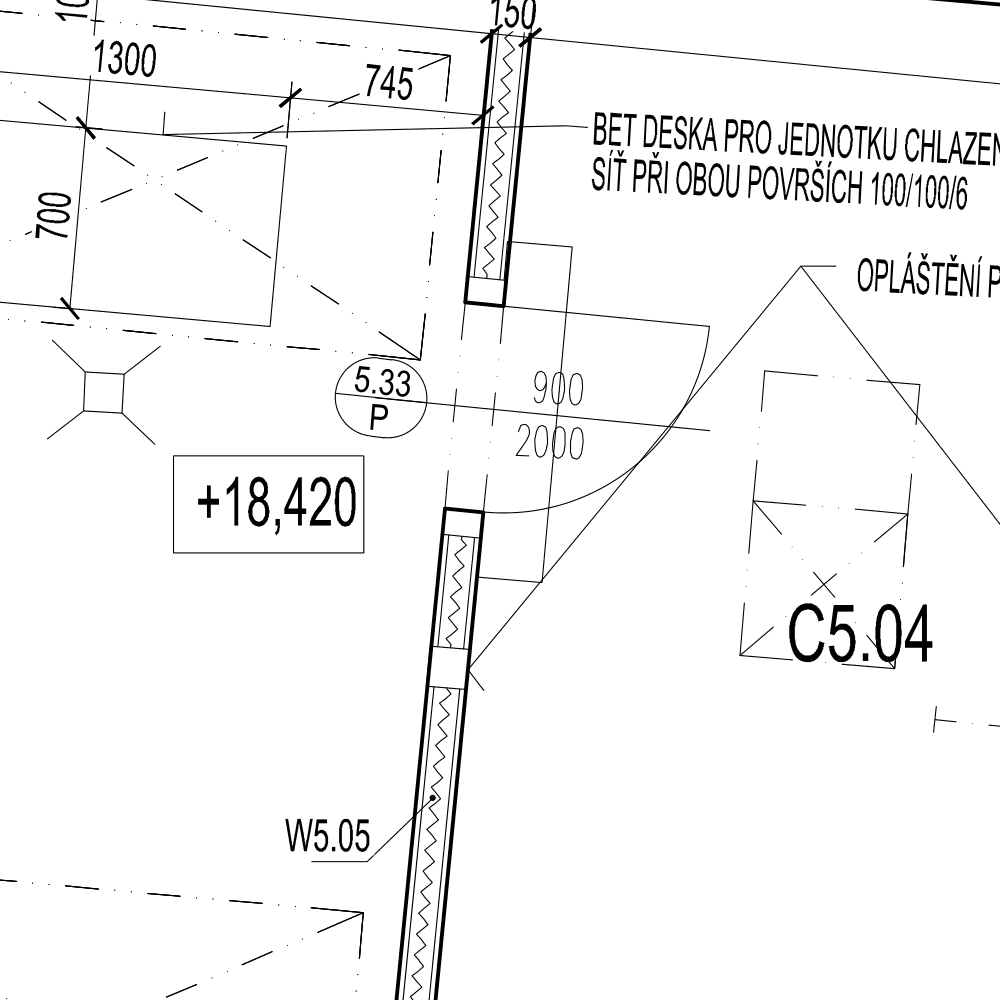 150
1300
745
BET DESKA PRO JEDNOTKU
SÍŤ PŘI OBOU POVRŠÍCH 100/100/6
700
OPLÁŠTĚNÍ
5.33
P
900
2000
+18,420
C5.04
W5.05